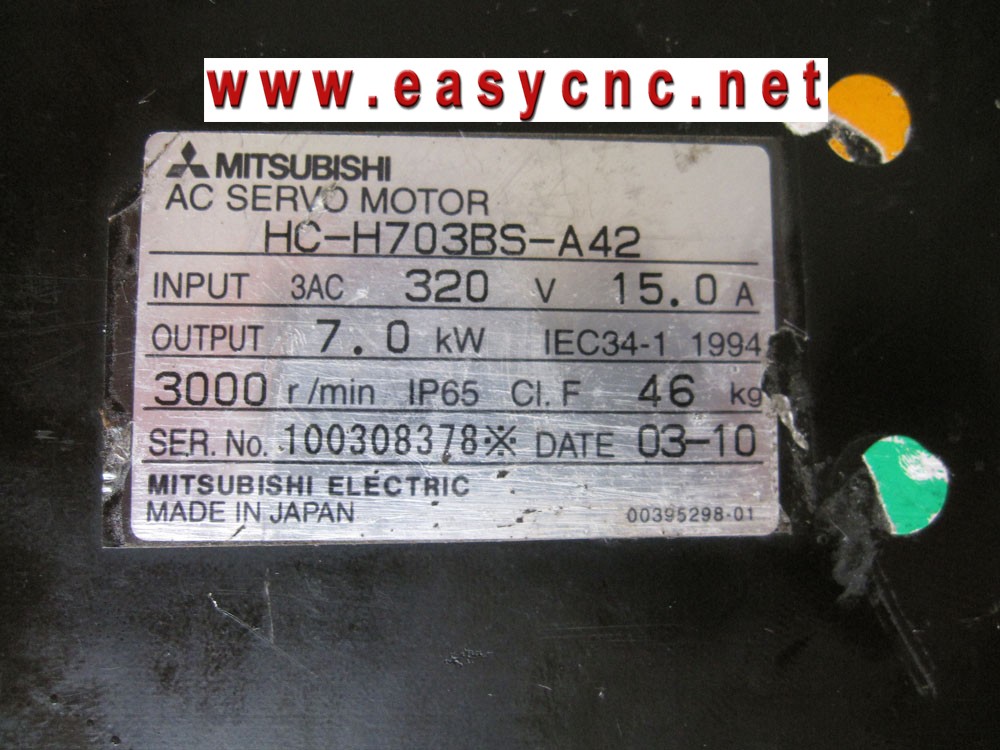 www.easycnc.net
MITSUBISHI
AC SERVO MOTOR
HC-H703BS-A42
INPUT 3AC 320 V 15.0 A
OUTPUT 7.0 kW IEC34-1 1994
3000 r/min IP65 Cl. F 46 kg
SER. No. 100308378※ DATE 03-10
MITSUBISHI ELECTRIC
MADE IN JAPAN 00395298-01